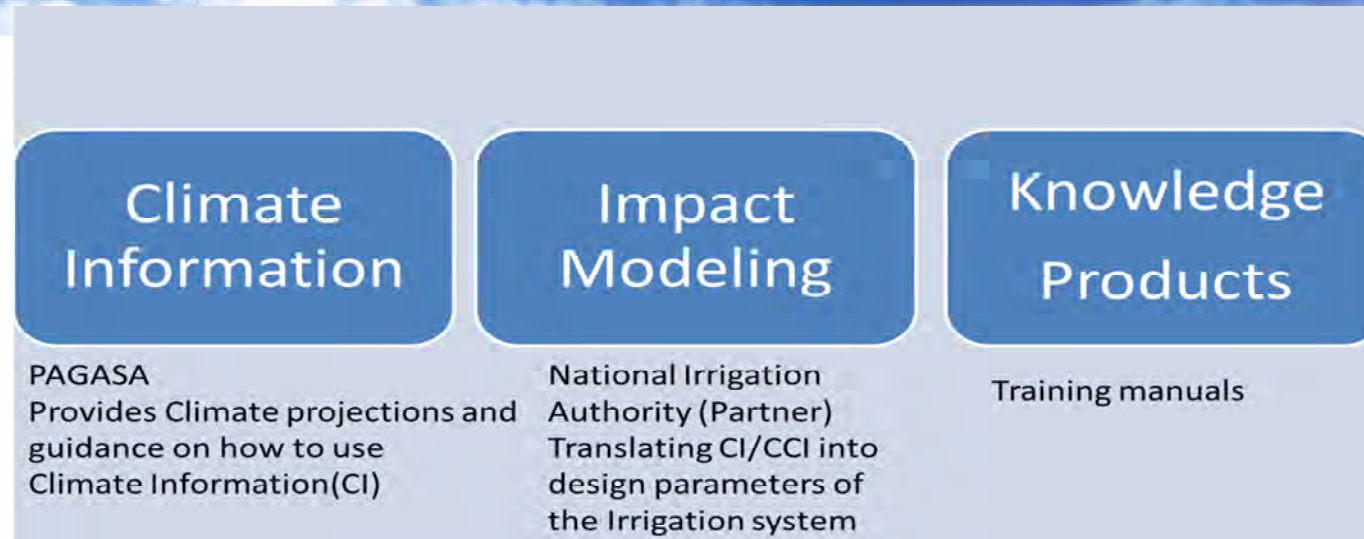 Climate
Information
Impact
Modeling
Knowledge
Products
PAGASA
Provides Climate projections and
guidance on how to use
Climate Information(CI)
National Irrigation
Authority (Partner)
Translating CI/CCI into
design parameters of
the Irrigation system
Training manuals